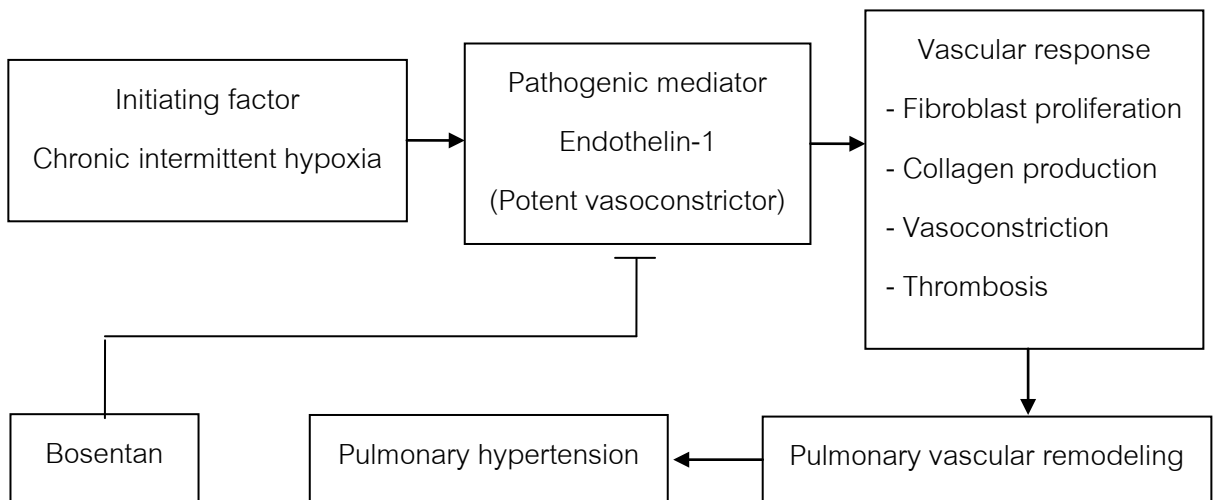 Initiating factor
Chronic intermittent hypoxia
Pathogenic mediator
Endothelin-1
(Potent vasoconstrictor)
Vascular response
- Fibroblast proliferation
- Collagen production
- Vasoconstriction
- Thrombosis
Bosentan
Pulmonary hypertension
Pulmonary vascular remodeling